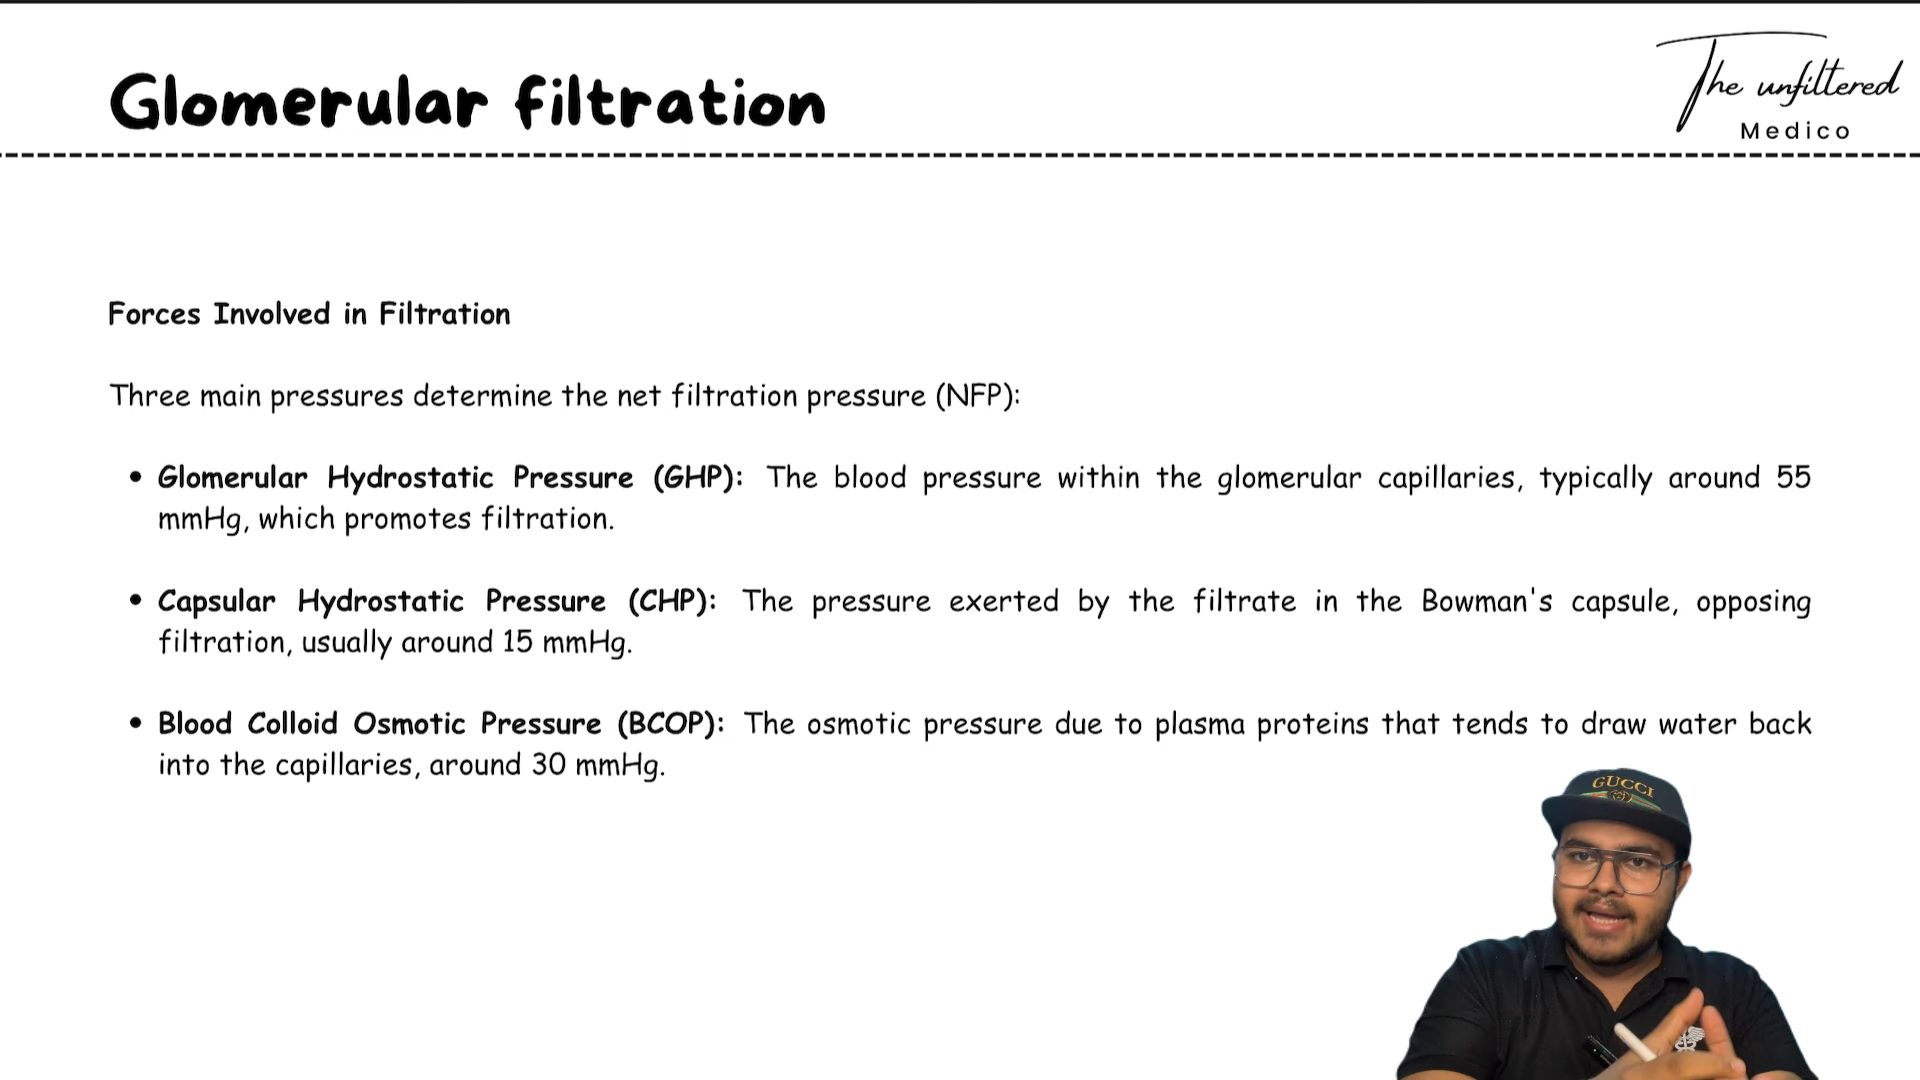 Glomerular filtration
The unfiltered
Medico
Forces Involved in Filtration
Three main pressures determine the net filtration pressure (NFP):
• Glomerular Hydrostatic Pressure (GHP): The blood pressure within the glomerular capillaries, typically around 55
mmHg, which promotes filtration.
• Capsular Hydrostatic Pressure (CHP): The pressure exerted by the filtrate in the Bowman's capsule, opposing
filtration, usually around 15 mmHg.
• Blood Colloid Osmotic Pressure (BCOP): The osmotic pressure due to plasma proteins that tends to draw water back
into the capillaries, around 30 mmHg.
GUCCI